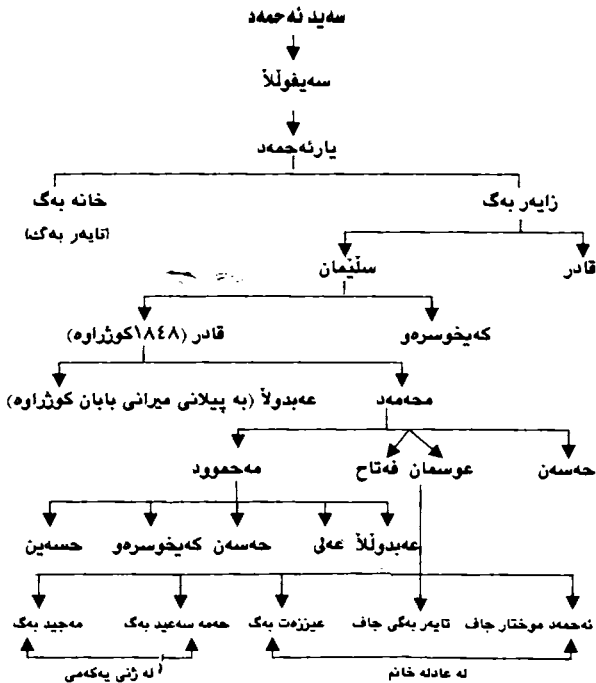 سەید ئەحمەد
سەیفوڵڵا
یارئەحمەد
زایەر بەگ خانە بەگ
(تایەر بەگ)
قادر سلێمان
کەیخوسرەو قادر (١٨٤٨کوژراوە)
محەمەد عەبدوڵا (بە پیلانی میرانی بابان کوژراوە)
حەسەن عوسمان فەتاح مەحموود
عەبدوڵڵا عەلی حەسەن کەیخوسرەو حسەین
ئەحمەد موختار جاف تایەر بەگی جاف عیززەت بەگ حەمە سەعید بەگ مەجید بەگ
لە عادلە خانم لە ژنی یەکەمی